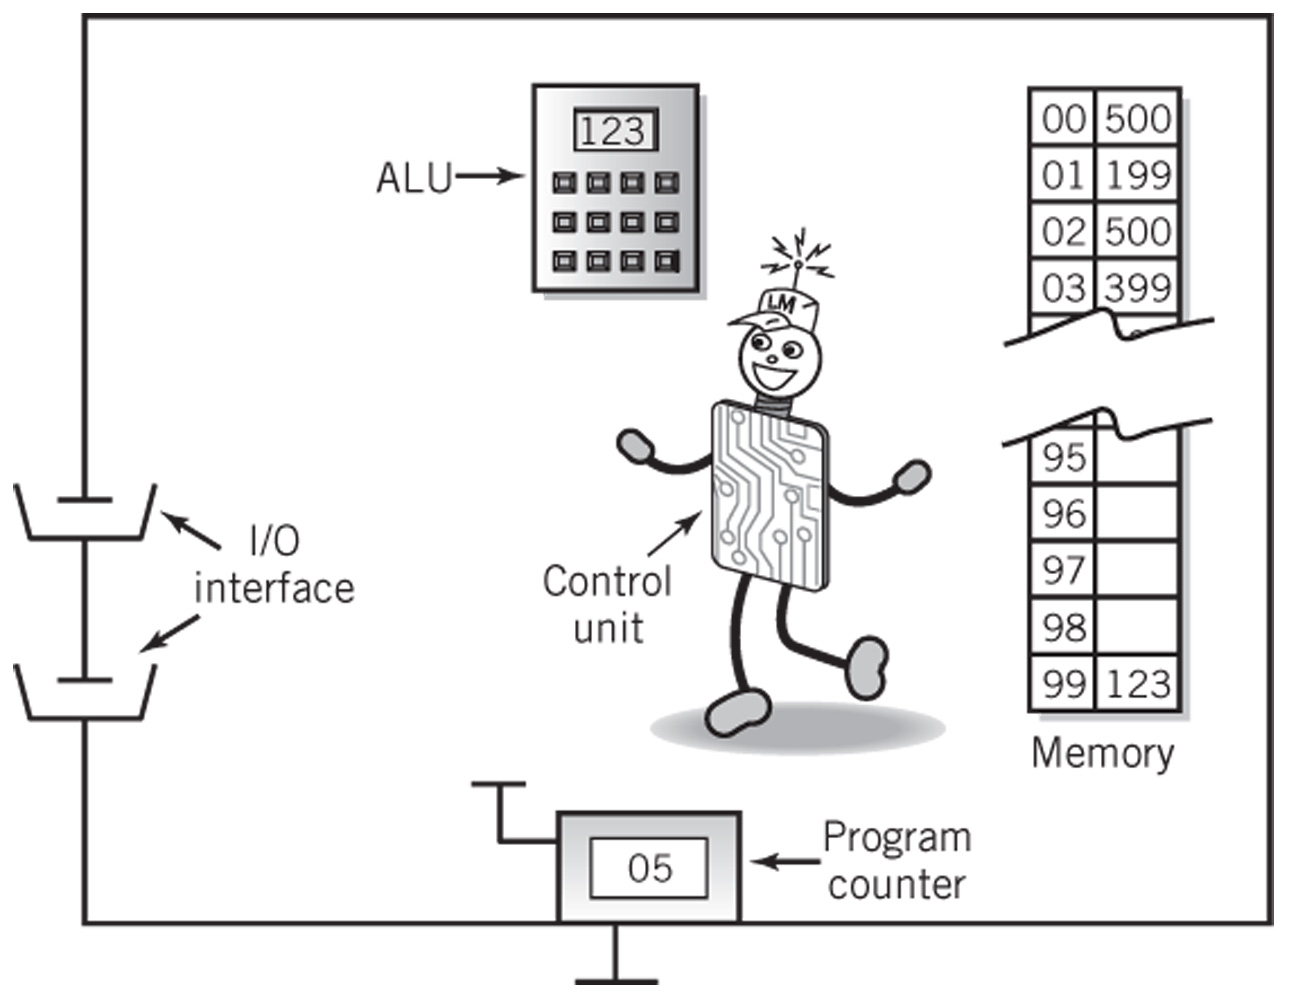 123
ALU
00 500
01 199
02 500
03 399
LM
95
96
97
98
99 123
Memory
I/O
interface
Control
unit
Program
counter
05